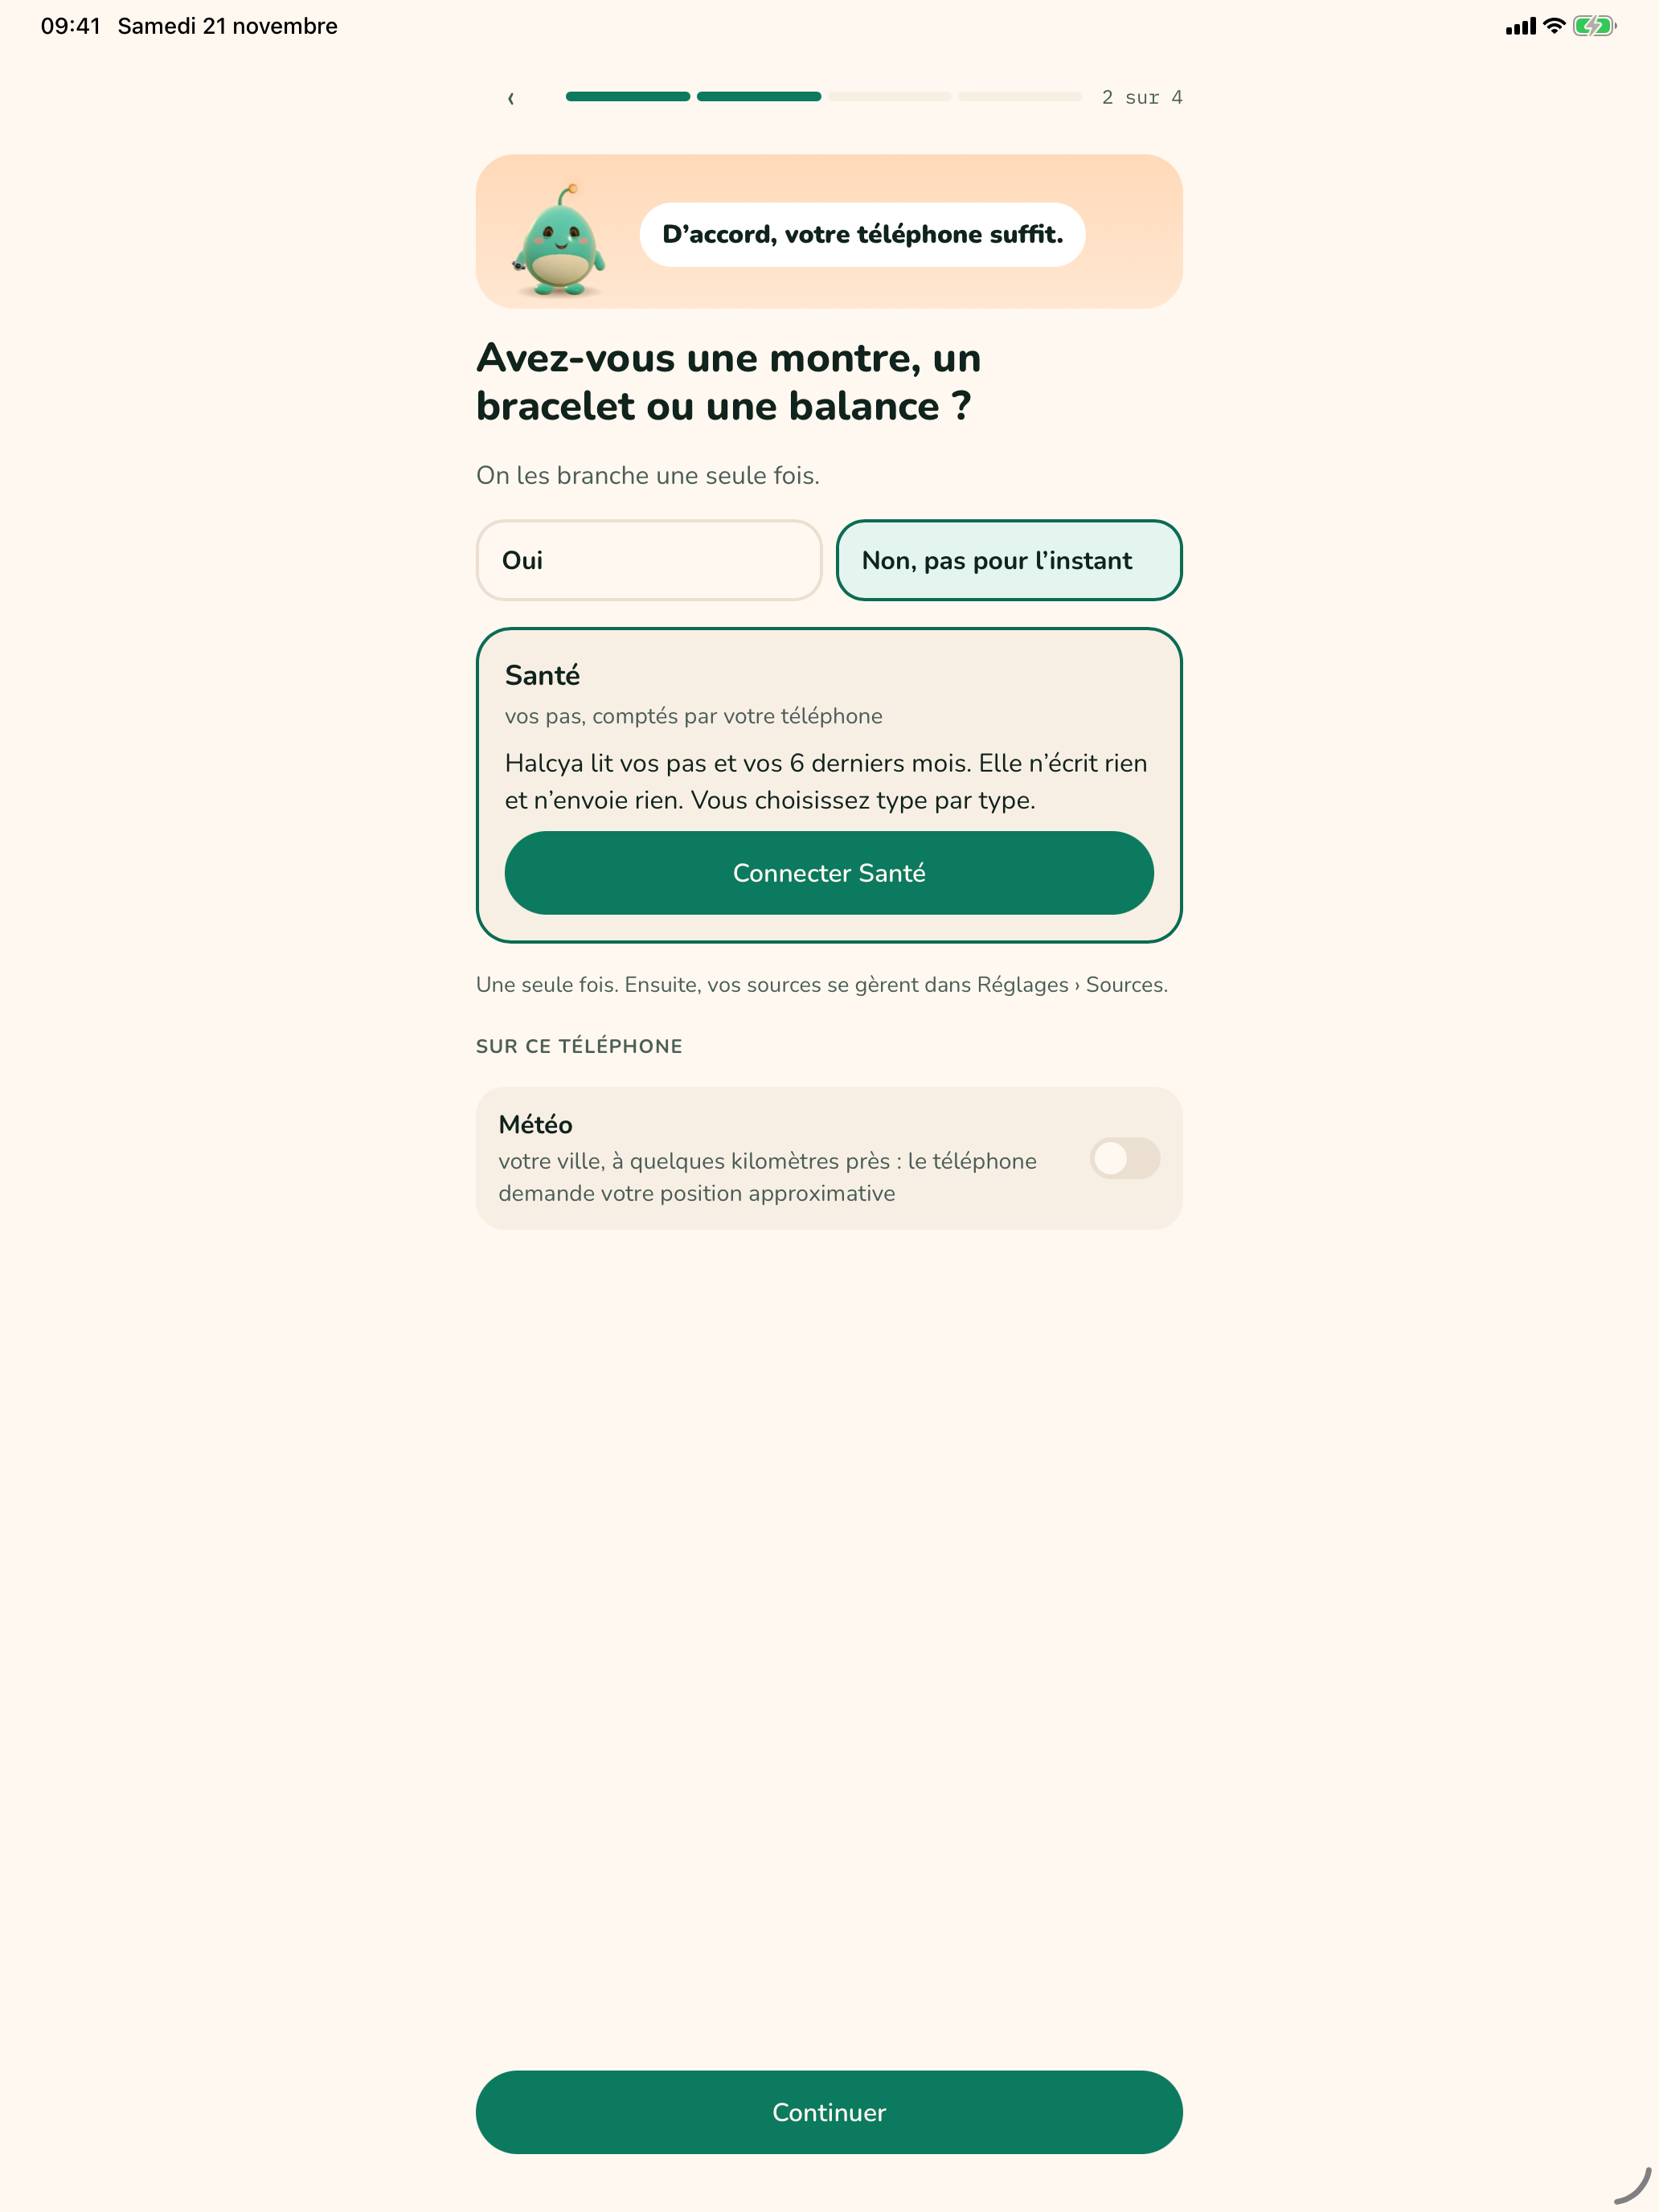 09:41 Samedi 21 novembre
‹
2 sur 4
D’accord, votre téléphone suffit.
Avez-vous une montre, un
bracelet ou une balance ?
On les branche une seule fois.
Oui
Non, pas pour l’instant
Santé
vos pas, comptés par votre téléphone
Halcya lit vos pas et vos 6 derniers mois. Elle n’écrit rien
et n’envoie rien. Vous choisissez type par type.
Connecter Santé
Une seule fois. Ensuite, vos sources se gèrent dans Réglages › Sources.
SUR CE TÉLÉPHONE
Météo
votre ville, à quelques kilomètres près : le téléphone
demande votre position approximative
Continuer